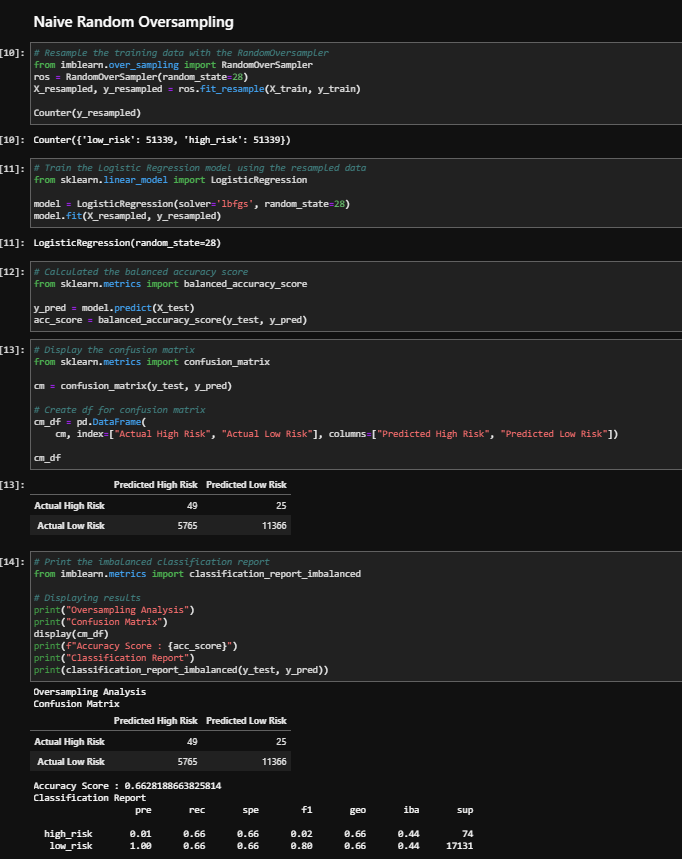 Naive Random Oversampling
[10]: # Resample the training data with the RandomOversampler
from imblearn.over_sampling import RandomOverSampler
ros = RandomOverSampler(random_state=28)
X_resampled, y_resampled = ros.fit_resample(X_train, y_train)
Counter(y_resampled)
[10]: Counter({'low_risk': 51339, 'high_risk': 51339})
[11]: # Train the Logistic Regression model using the resampled data
from sklearn.linear_model import LogisticRegression
model = LogisticRegression(solver='lbfgs', random_state=28)
model.fit(X_resampled, y_resampled)
[11]: LogisticRegression(random_state=28)
[12]: # Calculated the balanced accuracy score
from sklearn.metrics import balanced_accuracy_score
y_pred = model.predict(X_test)
acc_score = balanced_accuracy_score(y_test, y_pred)
[13]: # Display the confusion matrix
from sklearn.metrics import confusion_matrix
cm = confusion_matrix(y_test, y_pred)
# Create df for confusion matrix
cm_df = pd.DataFrame(
cm, index=["Actual High Risk", "Actual Low Risk"], columns=["Predicted High Risk", "Predicted Low Risk"])
cm_df
[13]: Predicted High Risk Predicted Low Risk
Actual High Risk 49 25
Actual Low Risk 5765 11366
[14]: # Print the imbalanced classification report
from imblearn.metrics import classification_report_imbalanced
# Displaying results
print("Oversampling Analysis")
print("Confusion Matrix")
display(cm_df)
print(f"Accuracy Score : {acc_score}")
print("Classification Report")
print(classification_report_imbalanced(y_test, y_pred))
Oversampling Analysis
Confusion Matrix
Predicted High Risk Predicted Low Risk
Actual High Risk 49 25
Actual Low Risk 5765 11366
Accuracy Score : 0.6628188663825814
Classification Report
pre rec spe f1 geo iba sup
high_risk 0.01 0.66 0.66 0.02 0.66 0.44 74
low_risk 1.00 0.66 0.66 0.80 0.66 0.44 17131